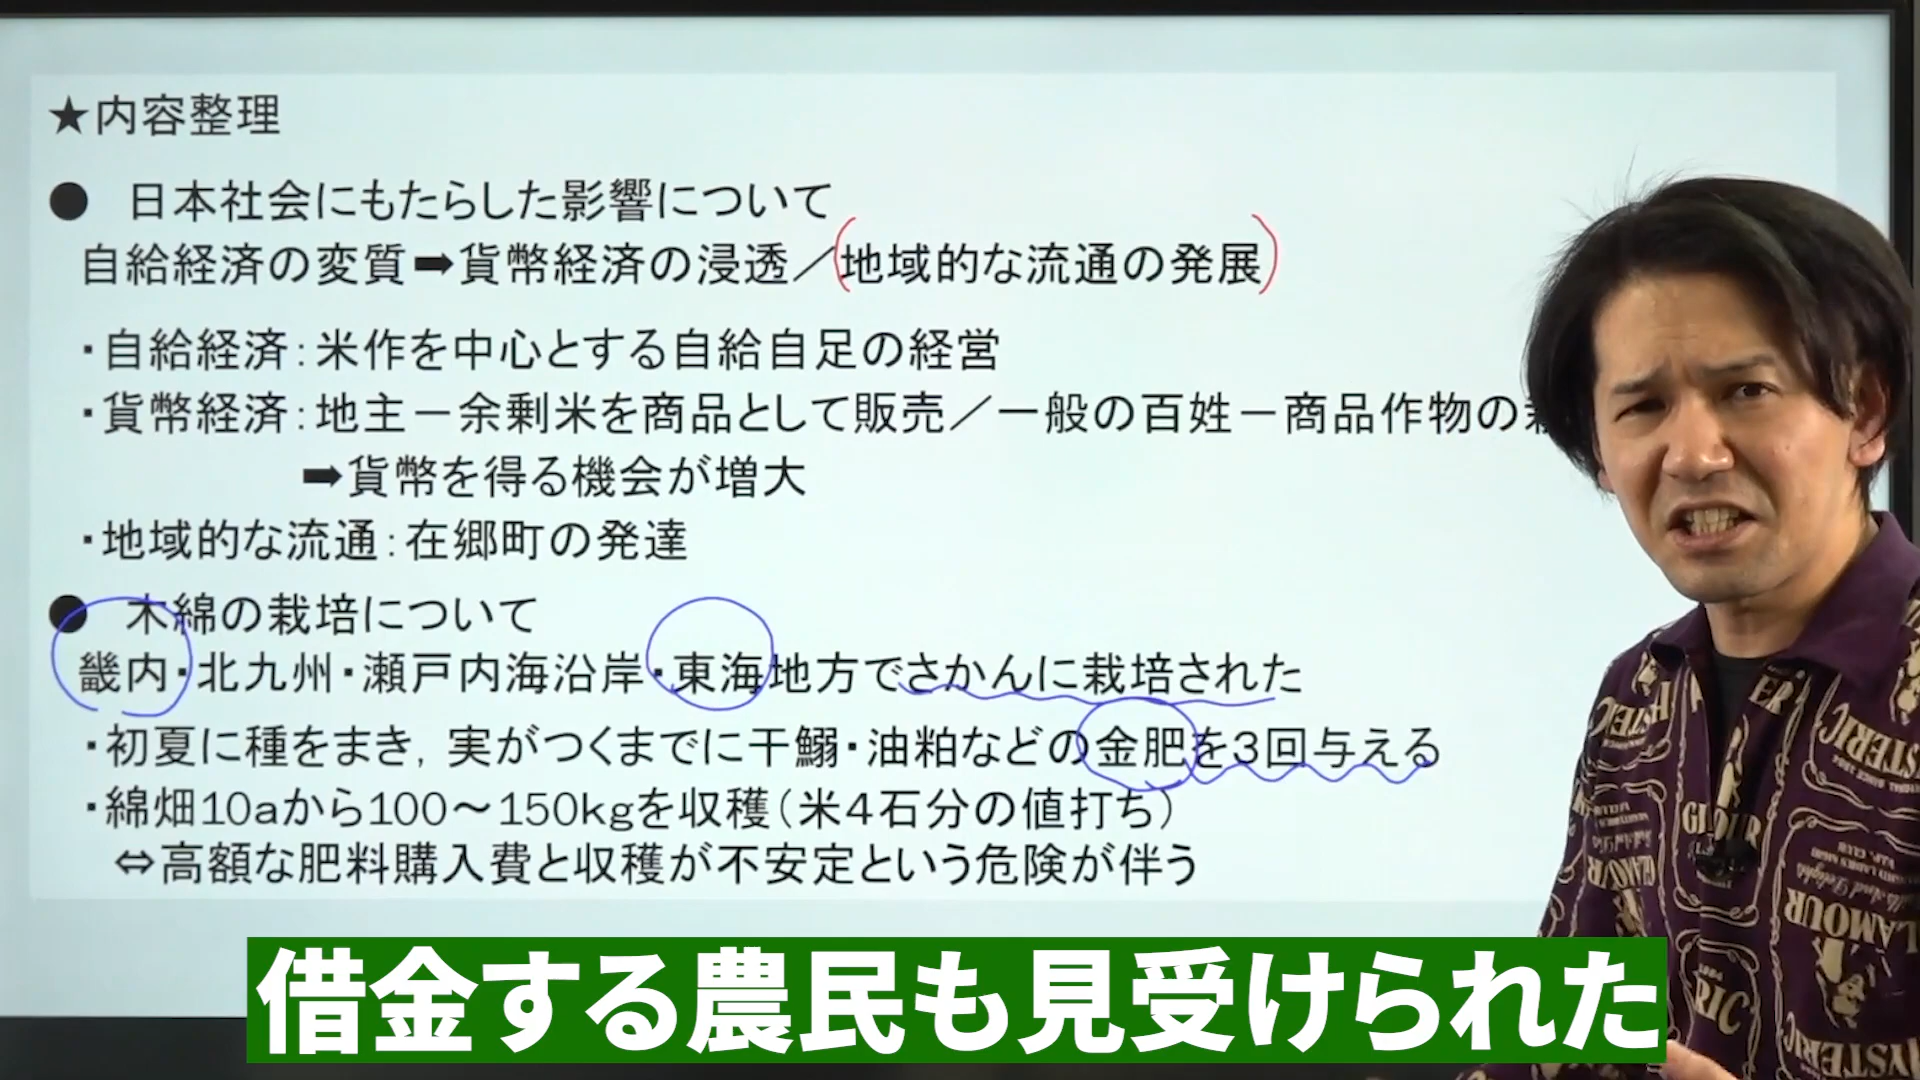 ★内容整理
● 日本社会にもたらした影響について
自給経済の変質➡貨幣経済の浸透／(地域的な流通の発展)
・自給経済：米作を中心とする自給自足の経営
・貨幣経済：地主－余剰米を商品として販売／一般の百姓－商品作物の
➡貨幣を得る機会が増大
・地域的な流通：在郷町の発達
● 木綿の栽培について
畿内・北九州・瀬戸内海沿岸・東海地方でさかんに栽培された
・初夏に種をまき，実がつくまでに干鰯・油粕などの金肥を３回与える
・綿畑10aから100～150kgを収穫（米４石分の値打ち）
⇔高額な肥料購入費と収穫が不安定という危険が伴う
借金する農民も見受けられた
GLAMOUR
HYSTERIC